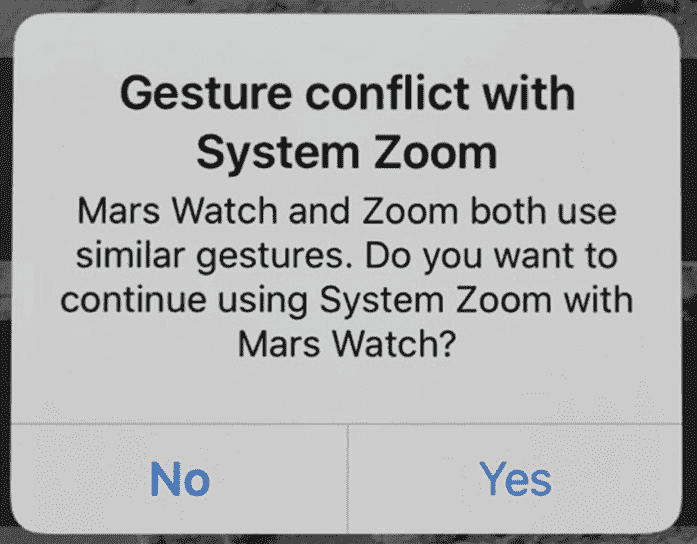 Gesture conflict with
System Zoom
Mars Watch and Zoom both use
similar gestures. Do you want to
continue using System Zoom with
Mars Watch?
No
Yes